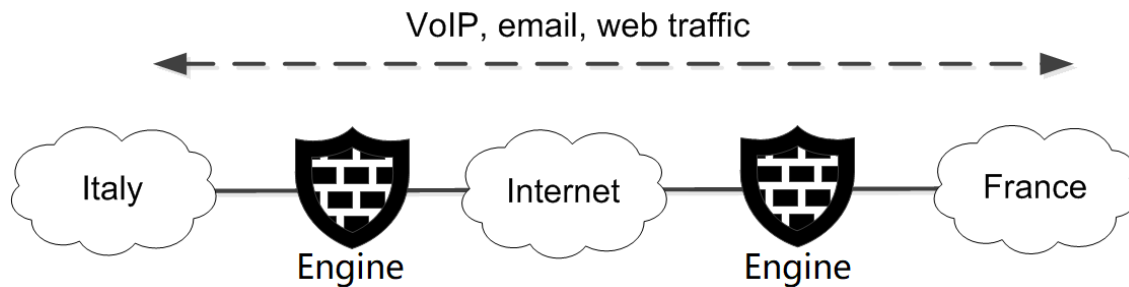 VoIP, email, web traffic
Italy
Internet
France
Engine
Engine